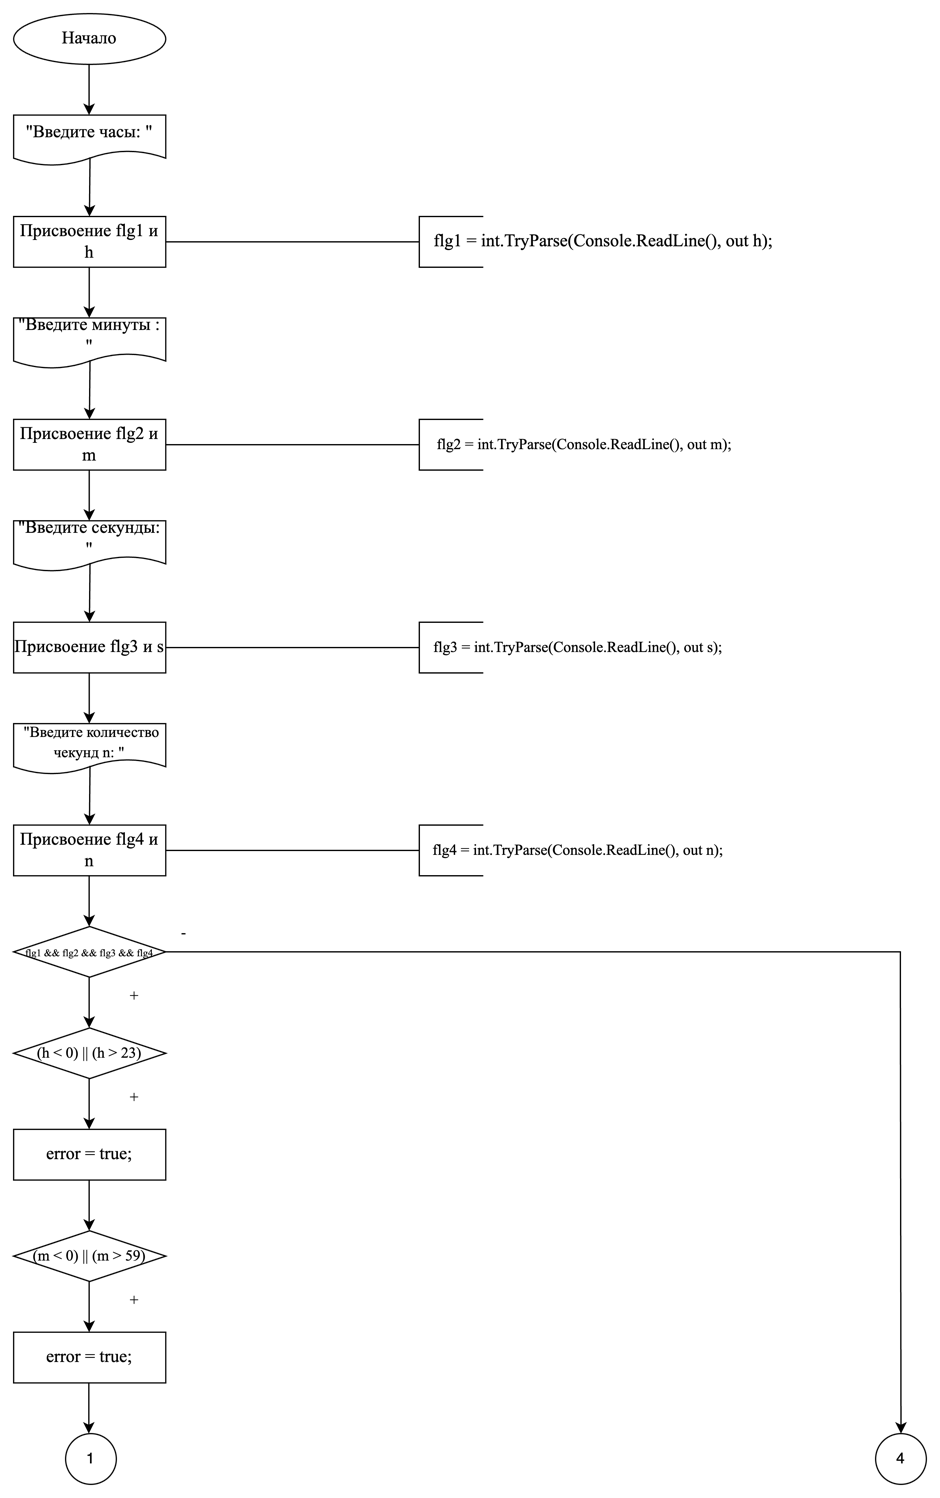 Начало
"Введите часы: "
Присвоение flg1 и
h
flg1 = int.TryParse(Console.ReadLine(), out h);
"Введите минуты :
"
Присвоение flg2 и
m
flg2 = int.TryParse(Console.ReadLine(), out m);
"Введите секунды:
"
Присвоение flg3 и s
flg3 = int.TryParse(Console.ReadLine(), out s);
"Введите количество
чекунд n: "
Присвоение flg4 и
n
flg4 = int.TryParse(Console.ReadLine(), out n);
-
flg1 && flg2 && flg3 && flg4
+
(h < 0) || (h > 23)
+
error = true;
(m < 0) || (m > 59)
+
error = true;
1
4